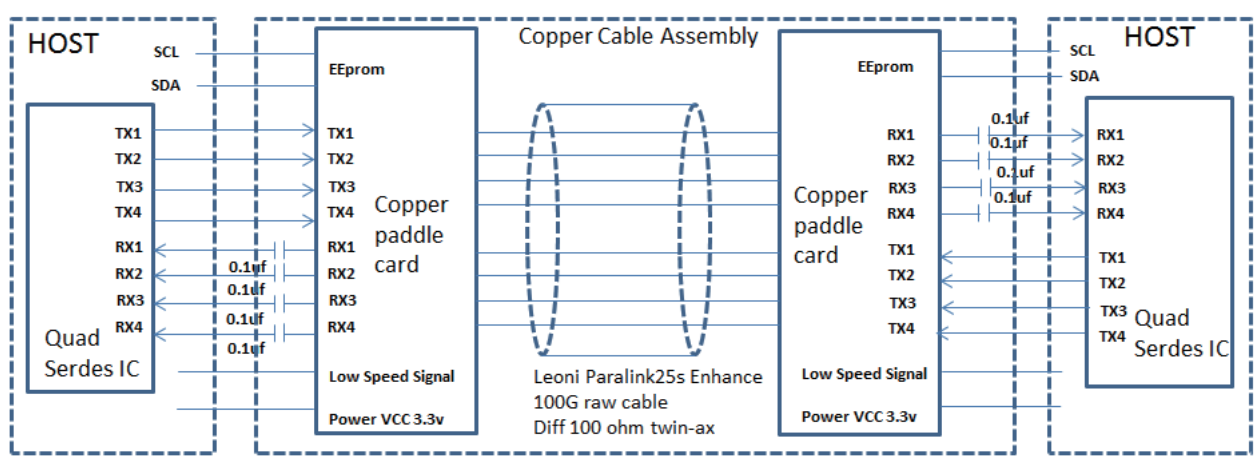 HOST
SCL
SDA
TX1
TX2
TX3
TX4
RX1
RX2
RX3
RX4
Quad
Serdes IC
0.1uf
0.1uf
0.1uf
0.1uf
EEprom
TX1
TX2
TX3
TX4
RX1
RX2
RX3
RX4
Copper
paddle
card
Low Speed Signal
Power VCC 3.3v
Copper Cable Assembly
Leoni Paralink25s Enhance
100G raw cable
Diff 100 ohm twin-ax
EEprom
RX1
RX2
RX3
RX4
TX1
TX2
TX3
TX4
Copper
paddle
card
Low Speed Signal
Power VCC 3.3v
0.1uf
0.1uf
0.1uf
0.1uf
HOST
SCL
SDA
RX1
RX2
RX3
RX4
TX1
TX2
TX3
TX4
Quad
Serdes IC